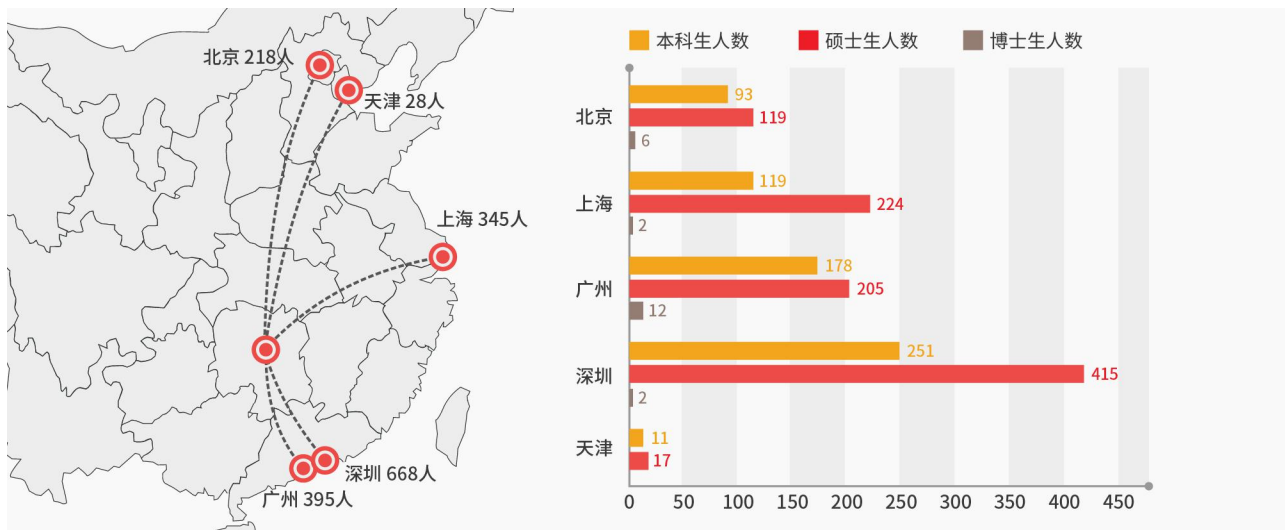 北京 218人
天津 28人
上海 345人
深圳 668人
广州 395人
本科生人数 硕士生人数 博士生人数
北京
93
119
6
上海
119
224
2
广州
178
205
12
深圳
251
415
2
天津
11
17
0 50 100 150 200 250 300 350 400 450